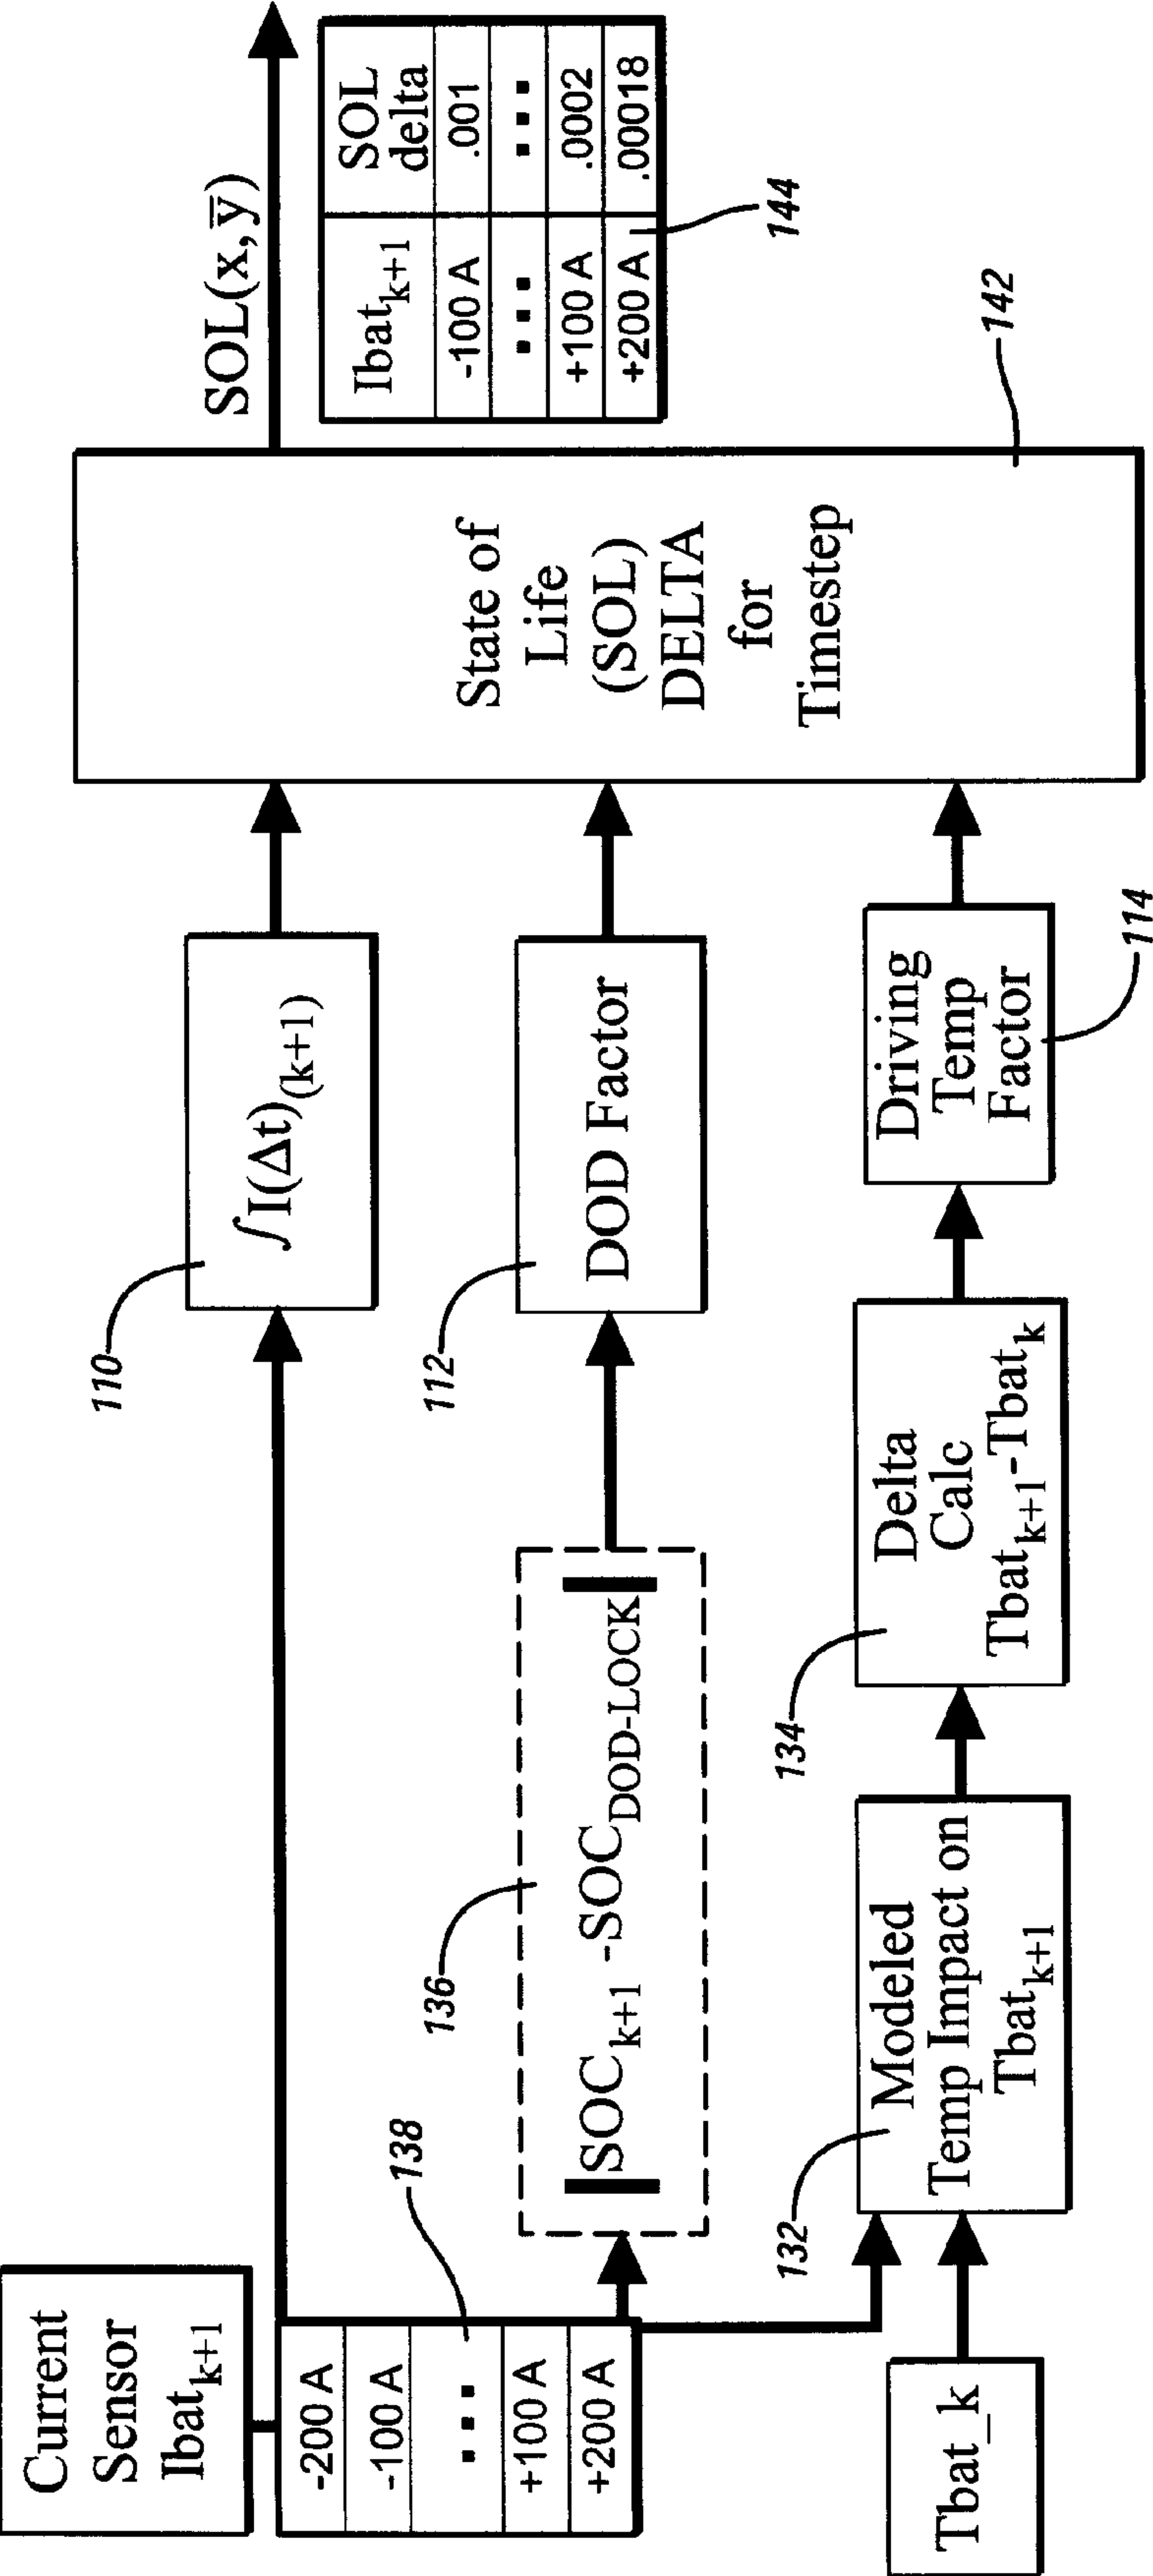 Current
Sensor
Ibatₖ₊₁
-200 A
-100 A
...
+100 A
+200 A
138
Tbat_k
136
|SOCₖ₊₁ -SOC_DOD-LOCK|
132
Modeled
Temp Impact on
Tbatₖ₊₁
134
Delta
Calc
Tbatₖ₊₁-Tbatₖ
110
∫I(Δt)₍ₖ₊₁₎
112
DOD Factor
Driving
Temp
Factor
114
State of
Life
(SOL)
DELTA
for
Timestep
142
SOL(x,y̅)
Ibatₖ₊₁ SOL delta
-100 A .001
... ...
+100 A .0002
+200 A .00018
144